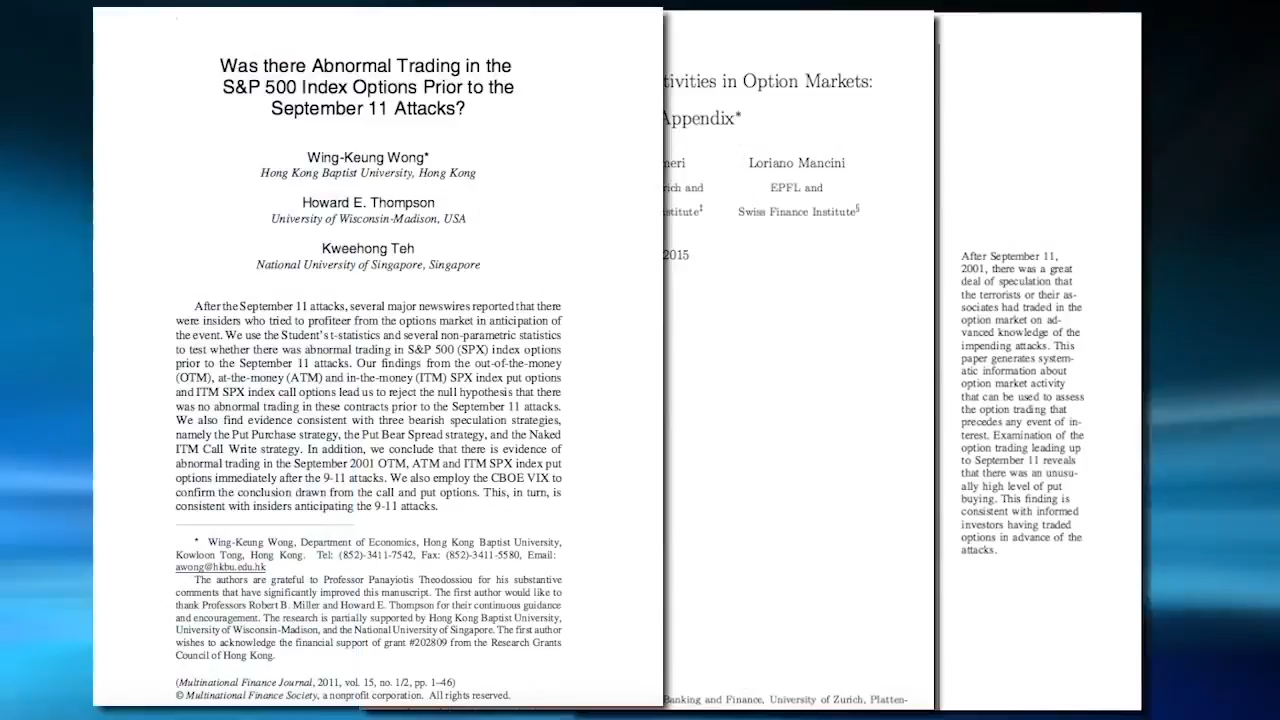 Was there Abnormal Trading in the
S&P 500 Index Options Prior to the
September 11 Attacks?
Wing-Keung Wong*
Hong Kong Baptist University, Hong Kong
Howard E. Thompson
University of Wisconsin-Madison, USA
Kweehong Teh
National University of Singapore, Singapore
After the September 11 attacks, several major newswires reported that there
were insiders who tried to profiteer from the options market in anticipation of
the event. We use the Student's t-statistics and several non-parametric statistics
to test whether there was abnormal trading in S&P 500 (SPX) index options
prior to the September 11 attacks. Our findings from the out-of-the-money
(OTM), at-the-money (ATM) and in-the-money (ITM) SPX index put options
and ITM SPX index call options lead us to reject the null hypothesis that there
was no abnormal trading in these contracts prior to the September 11 attacks.
We also find evidence consistent with three bearish speculation strategies,
namely the Put Purchase strategy, the Put Bear Spread strategy, and the Naked
ITM Call Write strategy. In addition, we conclude that there is evidence of
abnormal trading in the September 2001 OTM, ATM and ITM SPX index put
options immediately after the 9-11 attacks. We also employ the CBOE VIX to
confirm the conclusion drawn from the call and put options. This, in turn, is
consistent with insiders anticipating the 9-11 attacks.
* Wing-Keung Wong, Department of Economics, Hong Kong Baptist University,
Kowloon Tong, Hong Kong. Tel: (852)-3411-7542, Fax: (852)-3411-5580, Email:
awong@hkbu.edu.hk
The authors are grateful to Professor Panayiotis Theodossiou for his substantive
comments that have significantly improved this manuscript. The first author would like to
thank Professors Robert B. Miller and Howard E. Thompson for their continuous guidance
and encouragement. The research is partially supported by Hong Kong Baptist University,
University of Wisconsin-Madison, and the National University of Singapore. The first author
wishes to acknowledge the financial support of grant #202809 from the Research Grants
Council of Hong Kong.
(Multinational Finance Journal, 2011, vol. 15, no. 1/2, pp. 1–46)
© Multinational Finance Society, a nonprofit corporation. All rights reserved.
tivities in Option Markets:
Appendix*
neri
rich and
stitute‡
Loriano Mancini
EPFL and
Swiss Finance Institute§
2015
Banking and Finance, University of Zurich, Platten-
After September 11,
2001, there was a great
deal of speculation that
the terrorists or their as-
sociates had traded in the
option market on ad-
vanced knowledge of the
impending attacks. This
paper generates system-
atic information about
option market activity
that can be used to assess
the option trading that
precedes any event of in-
terest. Examination of the
option trading leading up
to September 11 reveals
that there was an unusu-
ally high level of put
buying. This finding is
consistent with informed
investors having traded
options in advance of the
attacks.